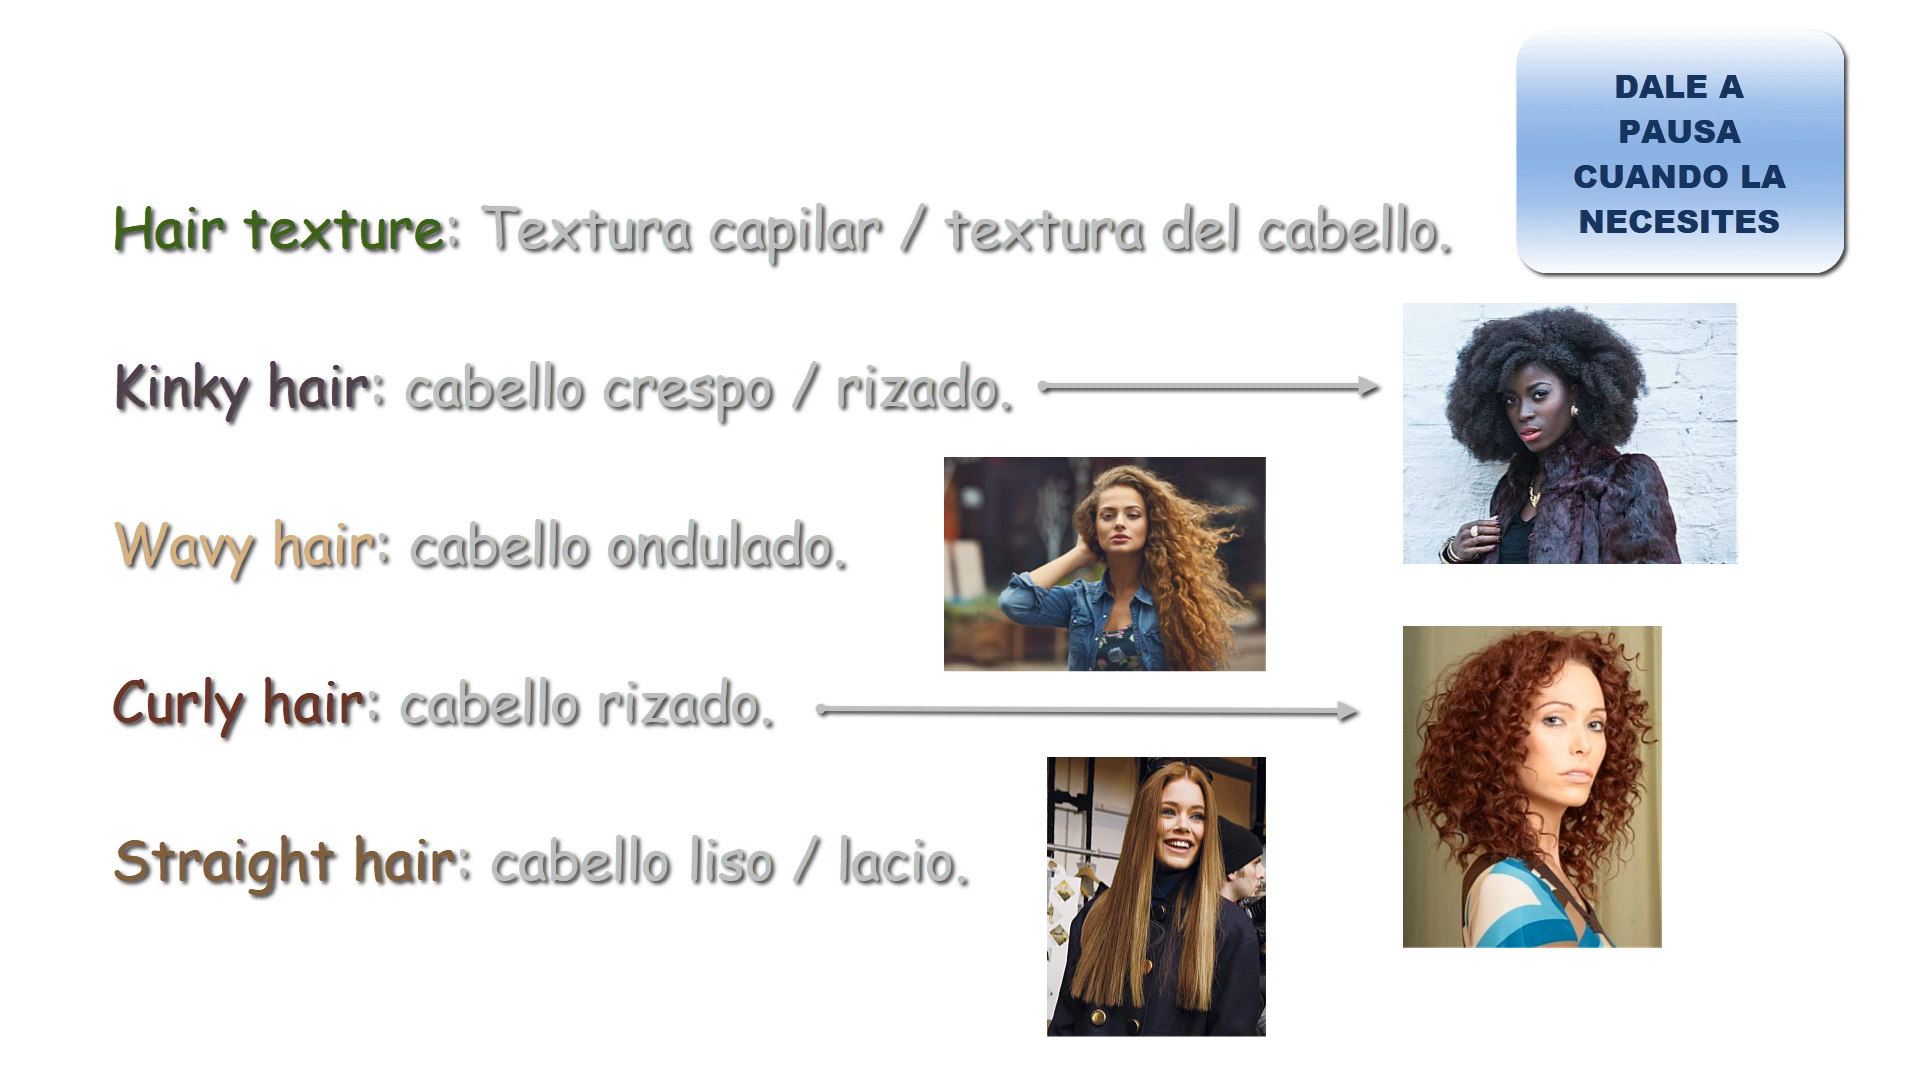 DALE A
PAUSA
CUANDO LA
NECESITES
Hair texture: Textura capilar / textura del cabello.
Kinky hair: cabello crespo / rizado.
Wavy hair: cabello ondulado.
Curly hair: cabello rizado.
Straight hair: cabello liso / lacio.